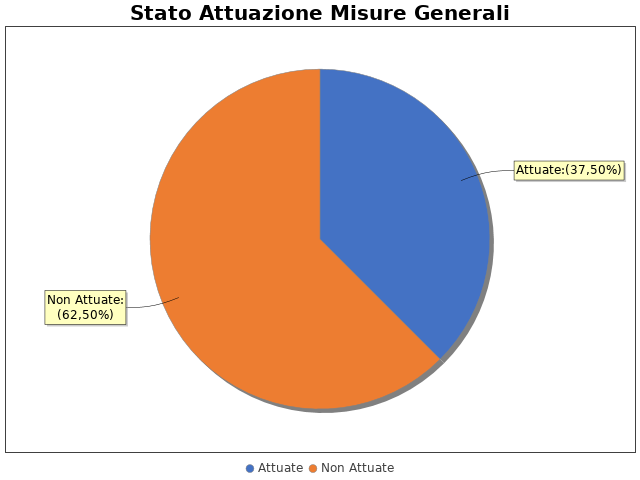 Stato Attuazione Misure Generali
Attuate:(37,50%)
Non Attuate:
(62,50%)
Attuate Non Attuate